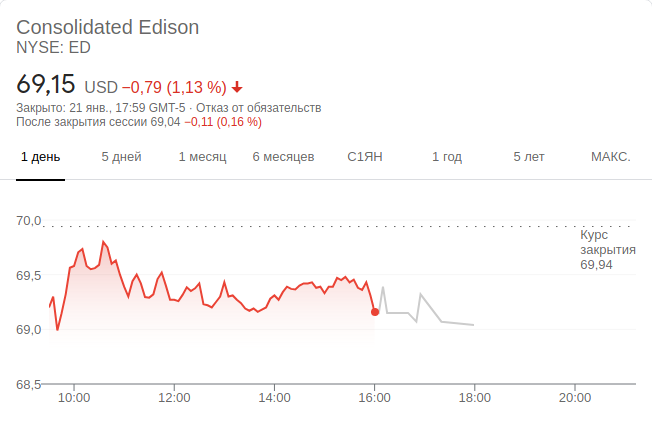 Consolidated Edison
NYSE: ED
69,15 USD −0,79 (1,13 %)
Закрыто: 21 янв., 17:59 GMT-5 · Отказ от обязательств
После закрытия сессии 69,04 −0,11 (0,16 %)
1 день 5 дней 1 месяц 6 месяцев С1ЯН 1 год 5 лет МАКС.
70,0
Курс
закрытия
69,94
69,5
69,0
68,5
10:00 12:00 14:00 16:00 18:00 20:00